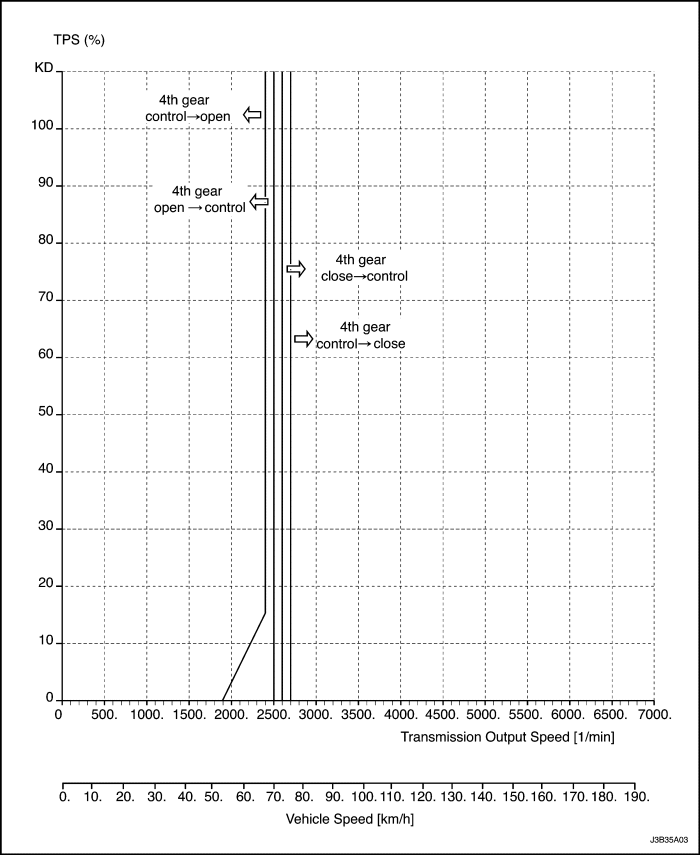 TPS (%)
KD
4th gear
control→open
100
90
4th gear
open →control
80
4th gear
close→control
70
4th gear
control→close
60
50
40
30
20
10
0
0 500. 1000. 1500. 2000. 2500. 3000. 3500. 4000. 4500. 5000. 5500. 6000. 6500. 7000.
Transmission Output Speed [1/min]
0. 10. 20. 30. 40. 50. 60. 70. 80. 90. 100. 110. 120. 130. 140. 150. 160. 170. 180. 190.
Vehicle Speed [km/h]
J3B35A03